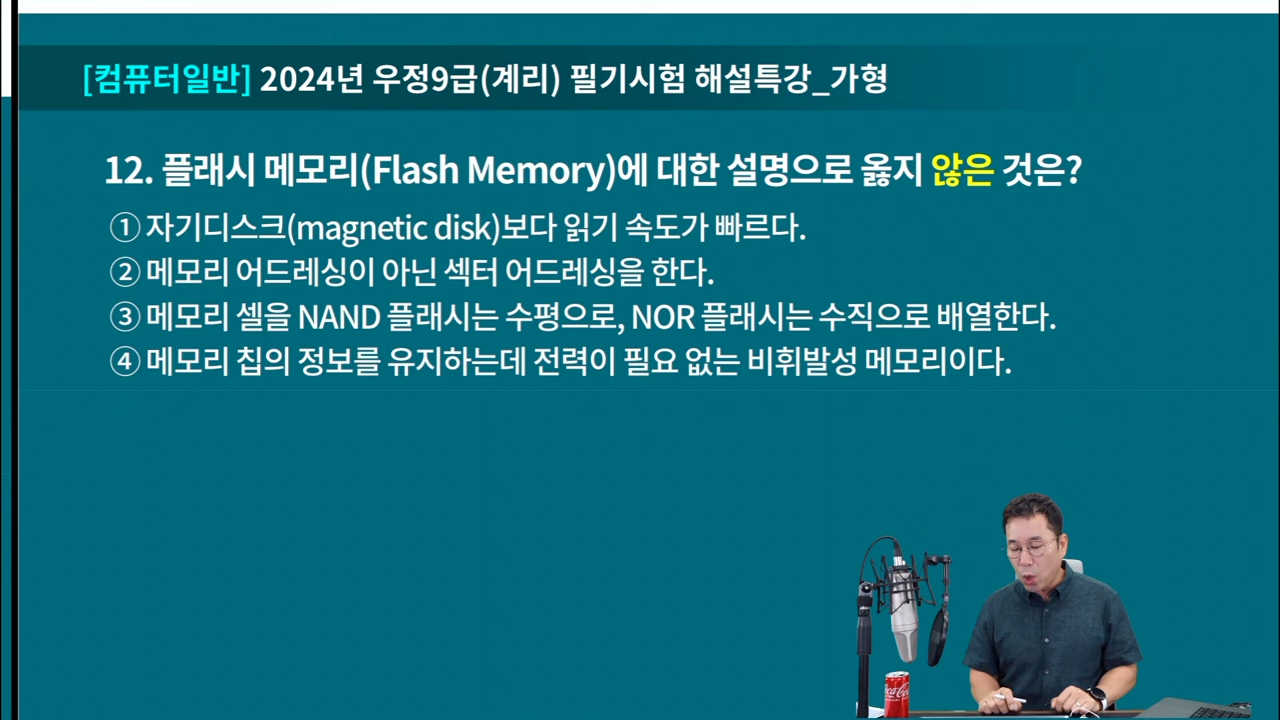 [컴퓨터일반] 2024년 우정9급(계리) 필기시험 해설특강_가형
12. 플래시 메모리(Flash Memory)에 대한 설명으로 옳지 않은 것은?
① 자기디스크(magnetic disk)보다 읽기 속도가 빠르다.
② 메모리 어드레싱이 아닌 섹터 어드레싱을 한다.
③ 메모리 셀을 NAND 플래시는 수평으로, NOR 플래시는 수직으로 배열한다.
④ 메모리 칩의 정보를 유지하는데 전력이 필요 없는 비휘발성 메모리이다.
Coca-Cola